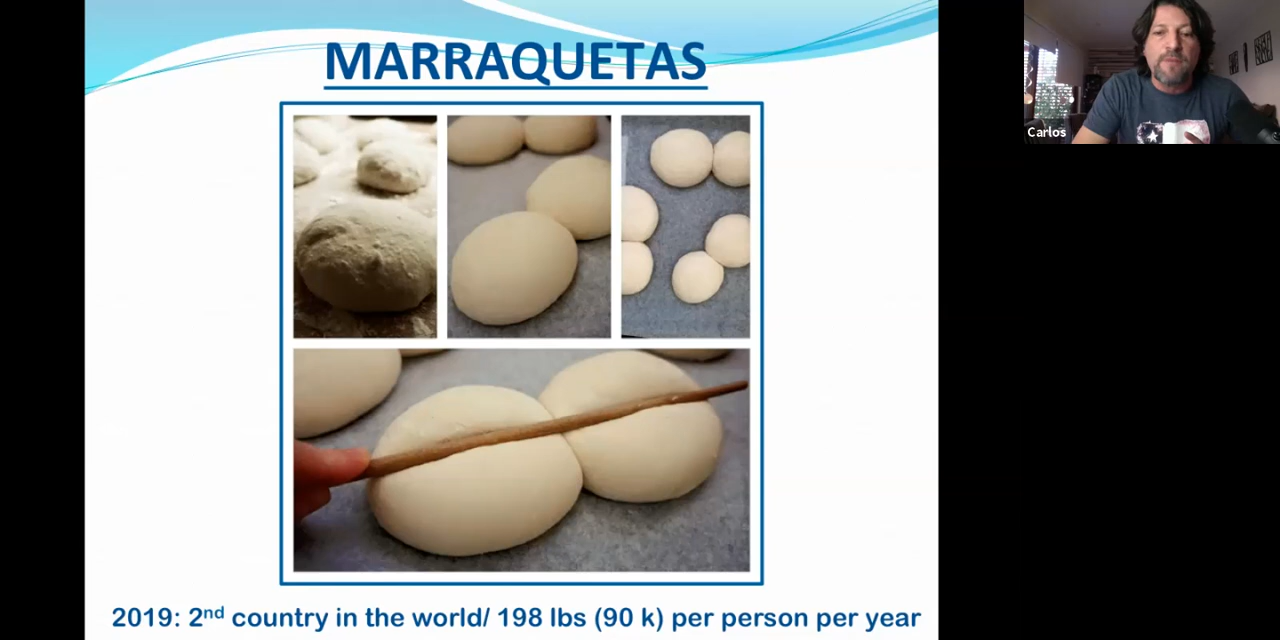 MARRAQUETAS
Carlos
2019: 2nd country in the world/ 198 lbs (90 k) per person per year